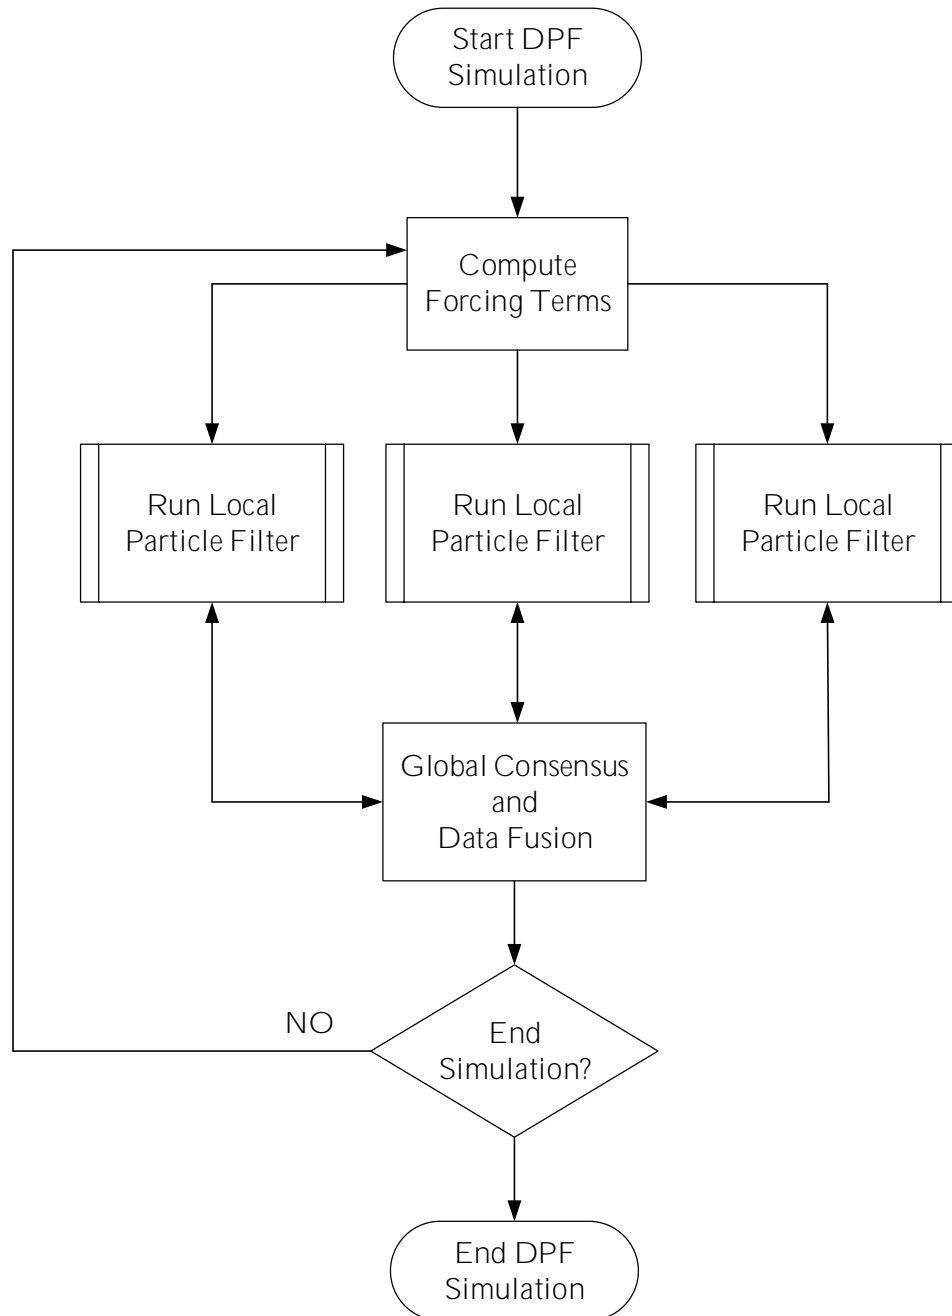 Start DPF
Simulation
Compute
Forcing Terms
Run Local
Particle Filter
Run Local
Particle Filter
Run Local
Particle Filter
Global Consensus
and
Data Fusion
NO
End
Simulation?
End DPF
Simulation